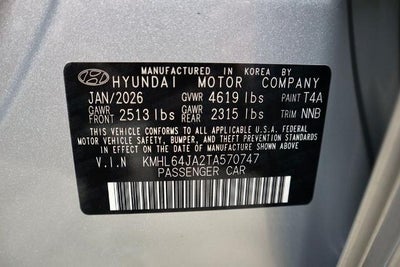 MANUFACTURED IN KOREA BY
HYUNDAI MOTOR COMPANY
JAN/2026 GVWR 4619 lbs PAINT T4A
GAWR FRONT 2513 lbs GAWR REAR 2315 lbs TRIM NNB
THIS VEHICLE CONFORMS TO ALL APPLICABLE U.S.A. FEDERAL
MOTOR VEHICLE SAFETY, BUMPER, AND THEFT PREVENTION STANDARDS
IN EFFECT ON THE DATE OF MANUFACTURE SHOWN ABOVE.
V.I.N KMHL64JA2TA570747
PASSENGER CAR